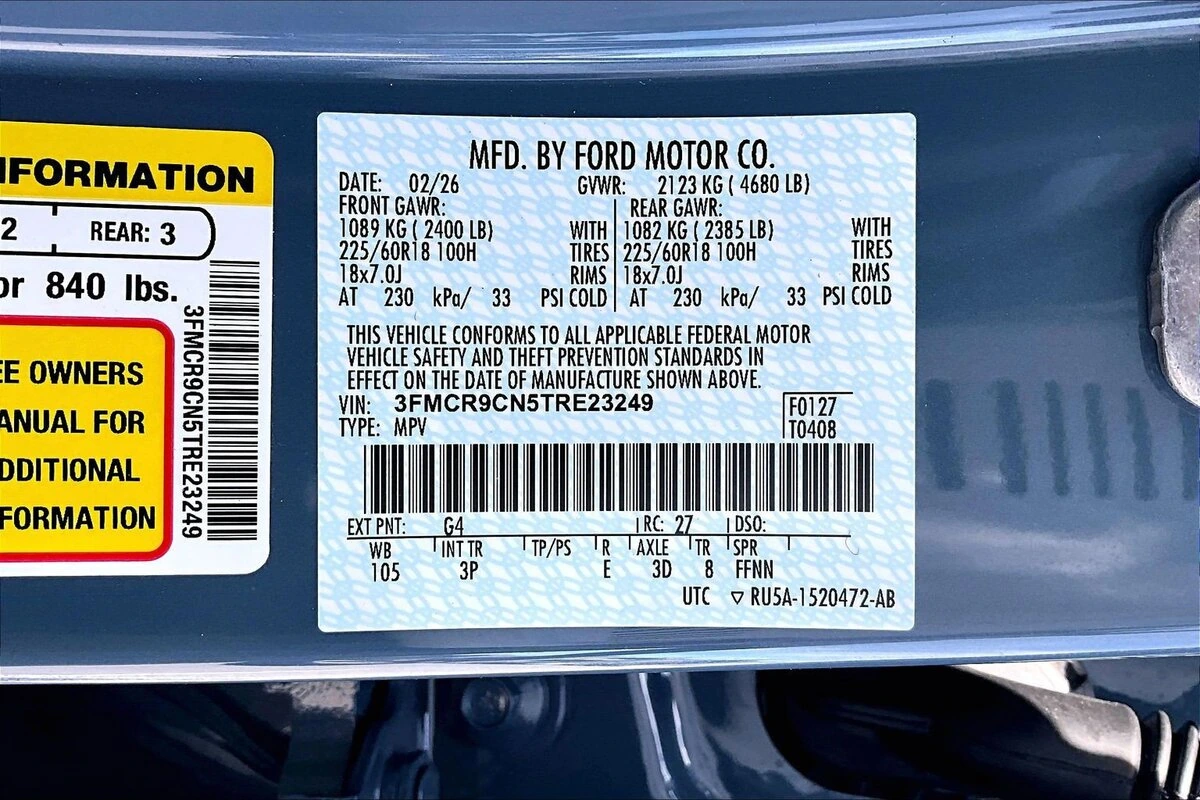 NFORMATION
2 REAR: 3
or 840 lbs.
EE OWNERS
ANUAL FOR
DDITIONAL
FORMATION
3FMCR9CN5TRE23249
MFD. BY FORD MOTOR CO.
DATE: 02/26 GVWR: 2123 KG ( 4680 LB)
FRONT GAWR: REAR GAWR:
1089 KG ( 2400 LB) WITH 1082 KG ( 2385 LB) WITH
225/60R18 100H TIRES 225/60R18 100H TIRES
18x7.0J RIMS 18x7.0J RIMS
AT 230 kPa/ 33 PSI COLD AT 230 kPa/ 33 PSI COLD
THIS VEHICLE CONFORMS TO ALL APPLICABLE FEDERAL MOTOR
VEHICLE SAFETY AND THEFT PREVENTION STANDARDS IN
EFFECT ON THE DATE OF MANUFACTURE SHOWN ABOVE.
VIN: 3FMCR9CN5TRE23249 F0127
TYPE: MPV T0408
EXT PNT: G4 RC: 27 DSO:
WB INT TR TP/PS R AXLE TR SPR
105 3P E 3D 8 FFNN
UTC ▽ RU5A-1520472-AB